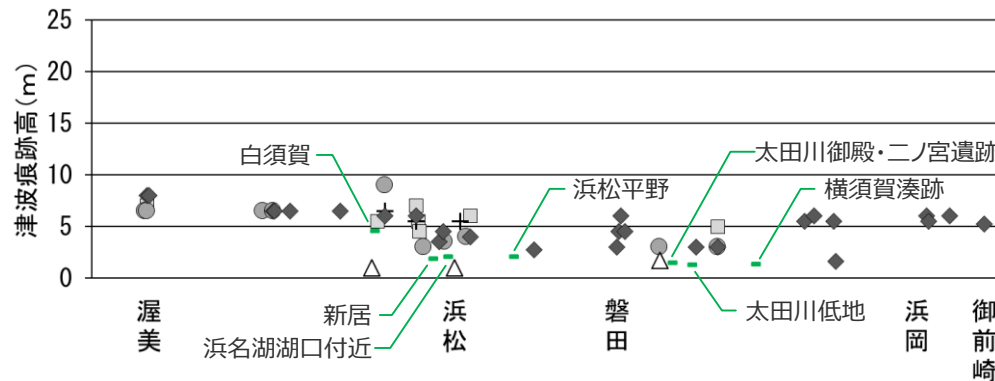 津波痕跡高(m)
25
20
15
10
5
0
白須賀
太田川御殿・二ノ宮遺跡
浜松平野
横須賀湊跡
新居
浜名湖湖口付近
太田川低地
渥美
浜松
磐田
浜岡
御前崎